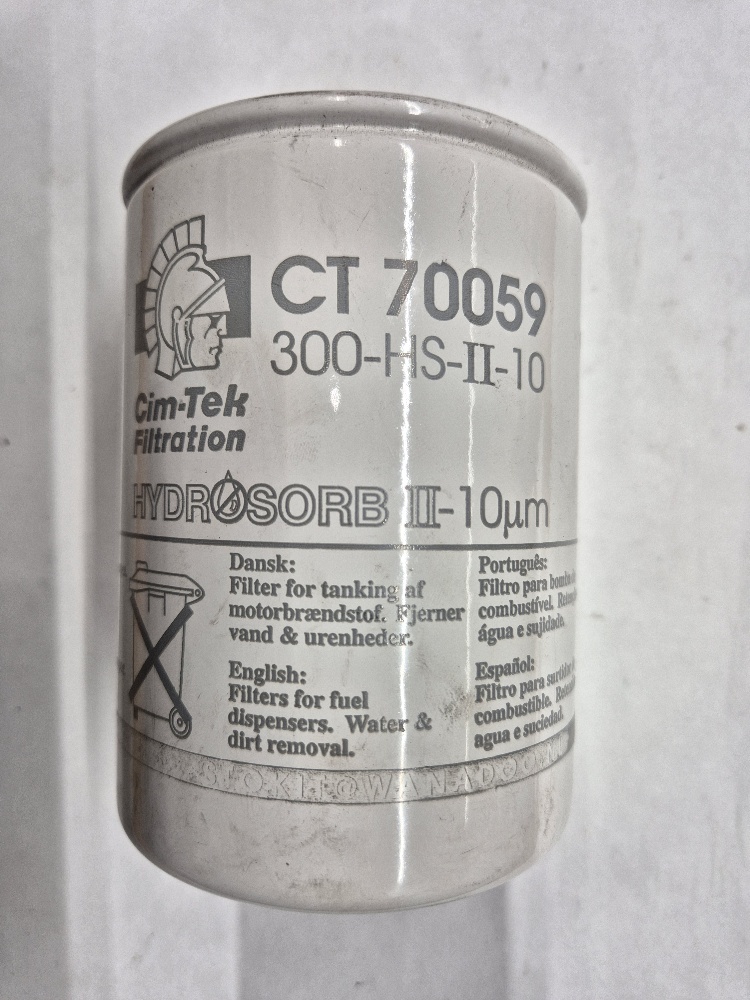 CT 70059
300-HS-II-10
Cim-Tek
Filtration
HYDROSORB II-10µm
Dansk:
Filter for tanking af
motorbrændstof. Fjerner
vand & urenheder.
English:
Filters for fuel
dispensers. Water &
dirt removal.
Português:
Filtro para
combustível.
água e sujidade.
Español:
Filtro para
combustible.
agua e suciedad.